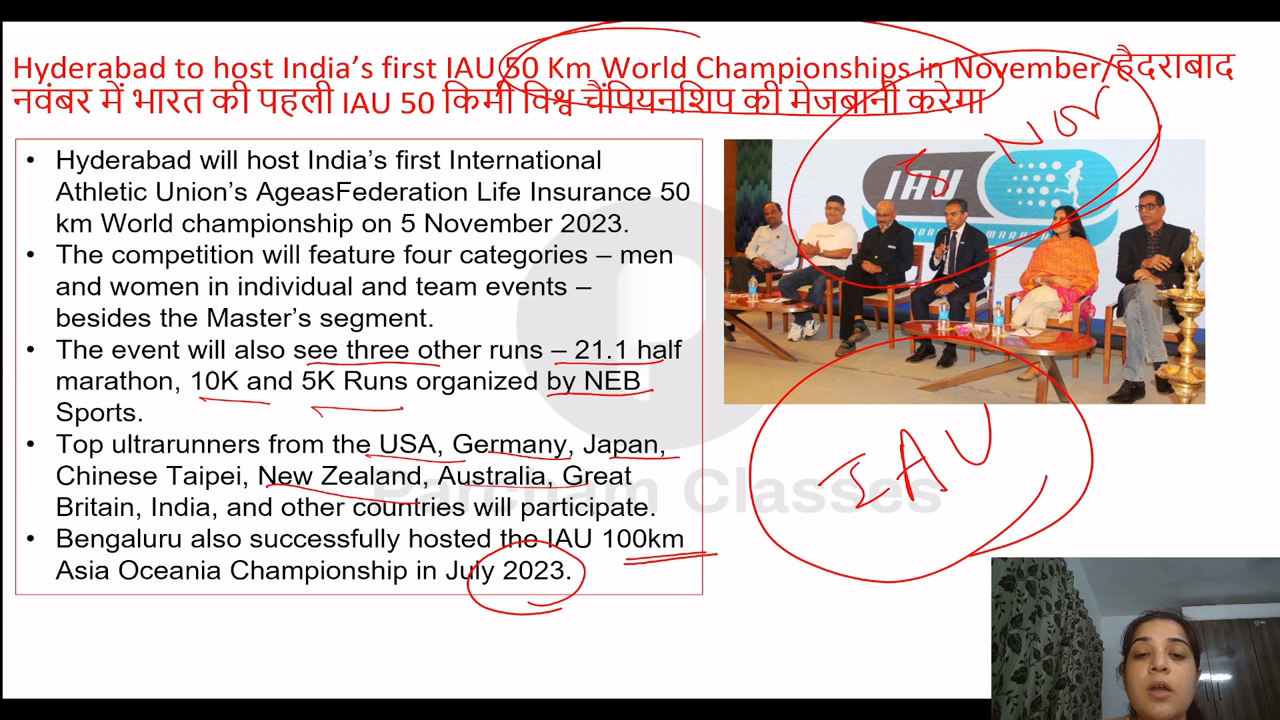 Hyderabad to host India's first IAU 50 Km World Championships in November/हैदराबाद
नवंबर में भारत की पहली IAU 50 किमी विश्व चैंपियनशिप की मेजबानी करेगा
• Hyderabad will host India's first International
Athletic Union's AgeasFederation Life Insurance 50
km World championship on 5 November 2023.
• The competition will feature four categories – men
and women in individual and team events –
besides the Master's segment.
• The event will also see three other runs – 21.1 half
marathon, 10K and 5K Runs organized by NEB
Sports.
• Top ultrarunners from the USA, Germany, Japan,
Chinese Taipei, New Zealand, Australia, Great
Britain, India, and other countries will participate.
• Bengaluru also successfully hosted the IAU 100km
Asia Oceania Championship in July 2023.
5 Nov
IAU
IAU
Parcham Classes